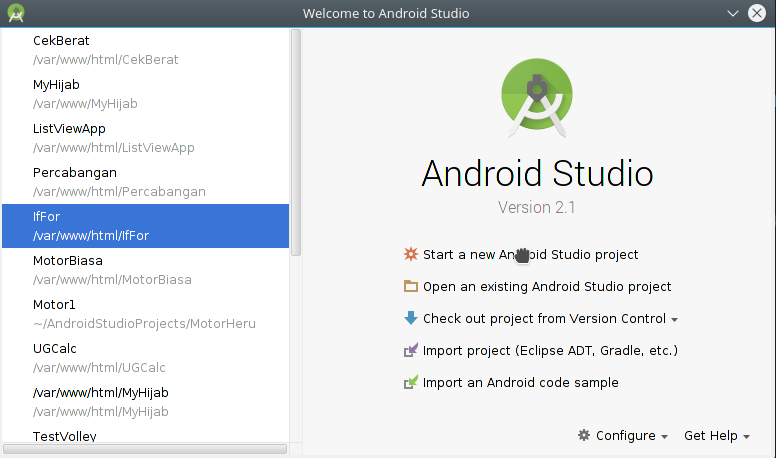 Welcome to Android Studio
CekBerat
/var/www/html/CekBerat
MyHijab
/var/www/MyHijab
ListViewApp
/var/www/html/ListViewApp
Percabangan
/var/www/html/Percabangan
IfFor
/var/www/html/IfFor
MotorBiasa
/var/www/html/MotorBiasa
Motor1
~/AndroidStudioProjects/MotorHeru
UGCalc
/var/www/html/UGCalc
/var/www/html/MyHijab
/var/www/html/MyHijab
TestVolley
Android Studio
Version 2.1
Start a new Android Studio project
Open an existing Android Studio project
Check out project from Version Control
Import project (Eclipse ADT, Gradle, etc.)
Import an Android code sample
Configure
Get Help